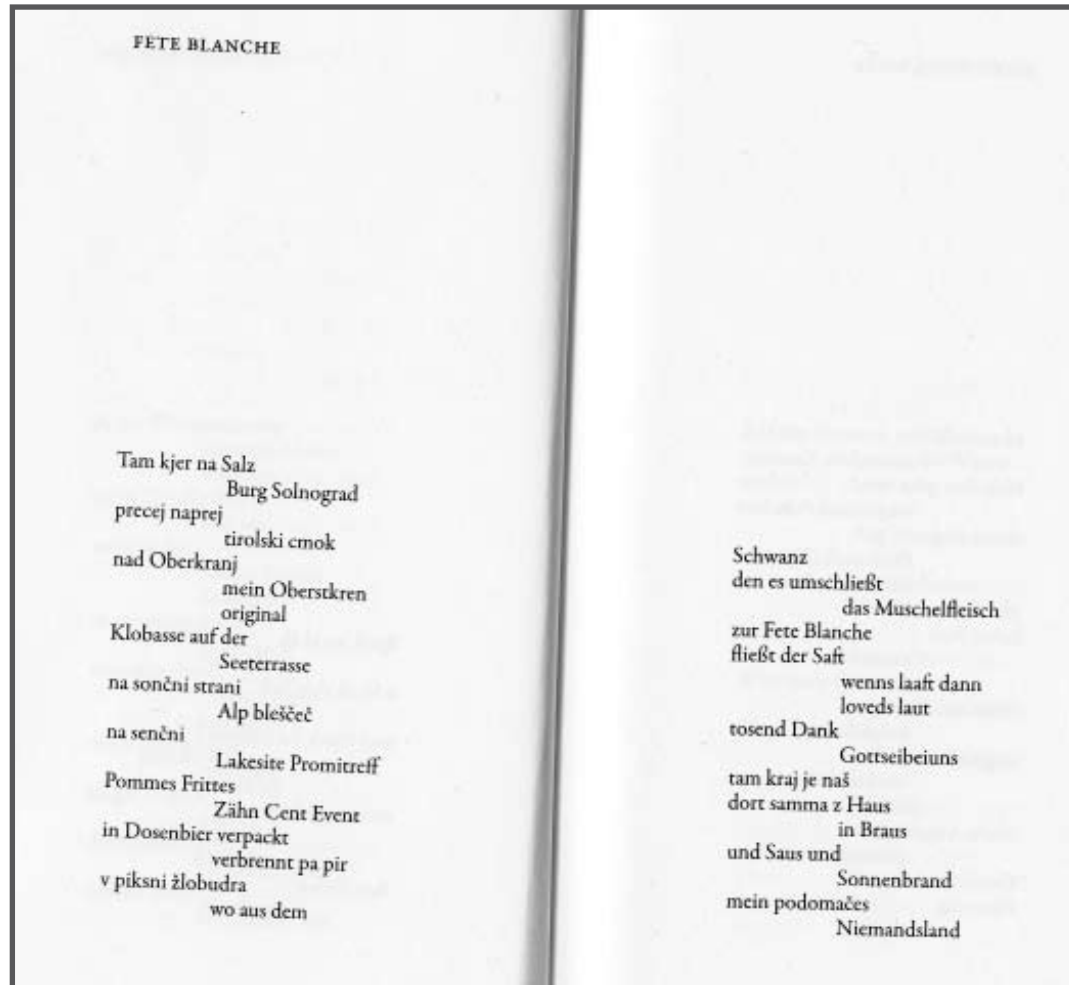 FETE BLANCHE
Tam kjer na Salz
Burg Solnograd
precej naprej
tirolski cmok
nad Oberkranj
mein Oberstkren
original
Klobasse auf der
Seeterrasse
na sončni strani
Alp bleščeč
na senčni
Lakesite Promitreff
Pommes Frittes
Zähn Cent Event
in Dosenbier verpackt
verbrennt pa pir
v piksni žlobudra
wo aus dem
Schwanz
den es umschließt
das Muschelfleisch
zur Fete Blanche
fließt der Saft
wenns laaft dann
loveds laut
tosend Dank
Gottseibeiuns
tam kraj je naš
dort samma z Haus
in Braus
und Saus und
Sonnenbrand
mein podomačes
Niemandsland